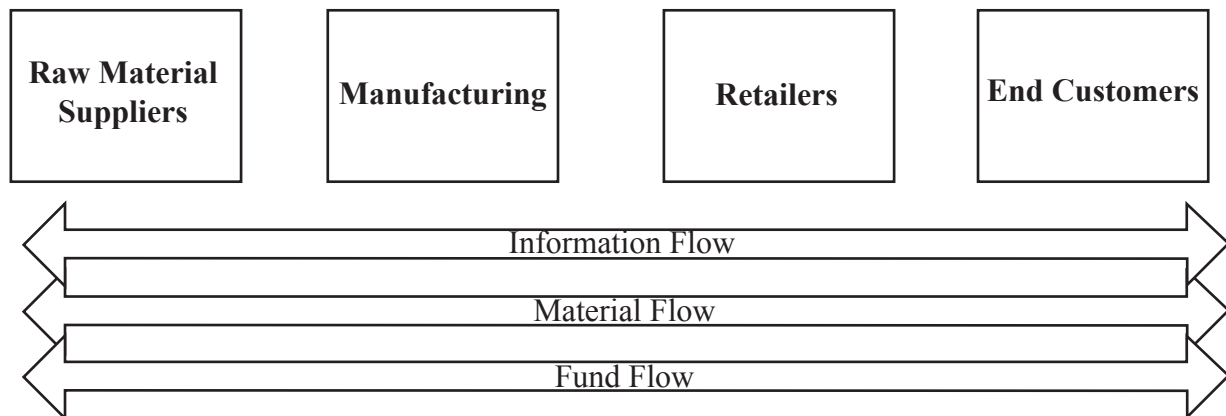 Raw Material
Suppliers
Manufacturing
Retailers
End Customers
Information Flow
Material Flow
Fund Flow